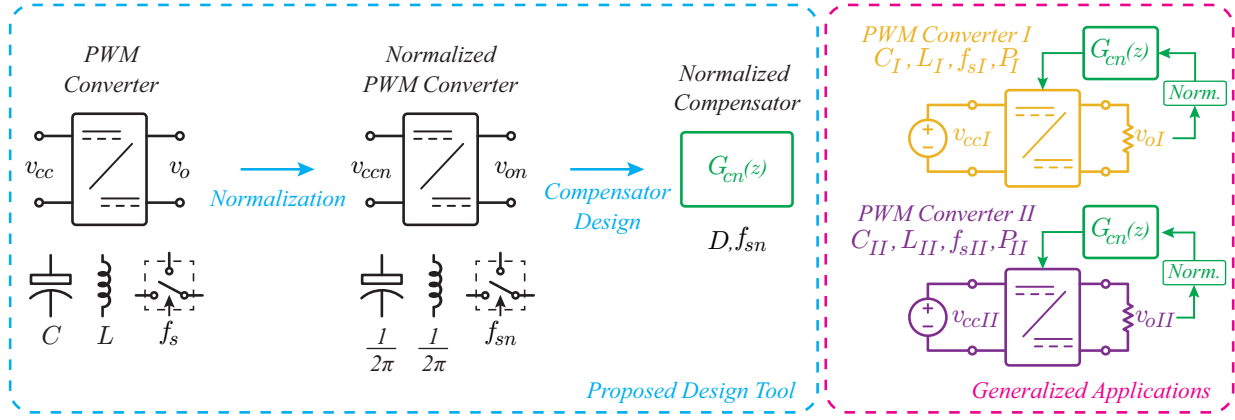 PWM
Converter
v_cc
v_o
C
L
f_s
Normalization
Normalized
PWM Converter
v_ccn
v_on
1/2π
1/2π
f_sn
Compensator
Design
Normalized
Compensator
G_cn(z)
D,f_sn
Proposed Design Tool
PWM Converter I
C_I, L_I, f_sI, P_I
G_cn(z)
Norm.
+
−
v_ccI
v_oI
PWM Converter II
C_II, L_II, f_sII, P_II
G_cn(z)
Norm.
+
−
v_ccII
v_oII
Generalized Applications